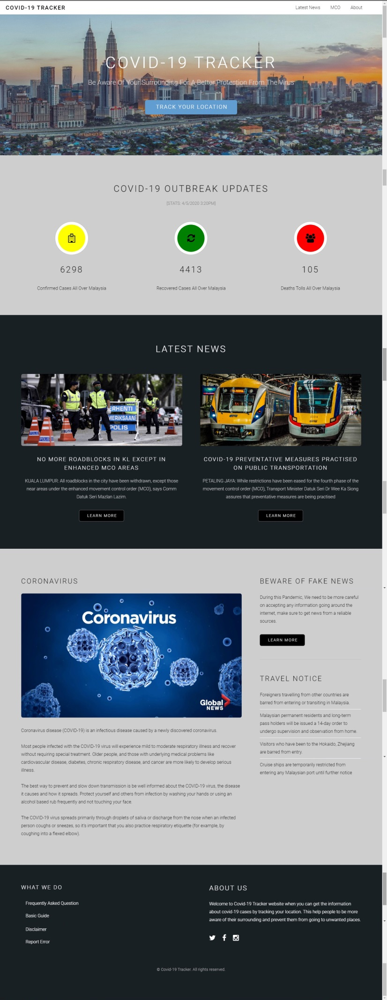 COVID-19 TRACKER
Latest News MCO About
COVID-19 TRACKER
Be Aware Of Your Surrounding For A Better Protection From The Virus
TRACK YOUR LOCATION
COVID-19 OUTBREAK UPDATES
[STATS: 4/5/2020 3:20PM]
6298
Confirmed Cases All Over Malaysia
4413
Recovered Cases All Over Malaysia
105
Deaths Tolls All Over Malaysia
LATEST NEWS
POLIS
POLIS
POLIS
ERHENTI
EMERIKSAAN
POLIS
NO MORE ROADBLOCKS IN KL EXCEPT IN
ENHANCED MCO AREAS
KUALA LUMPUR: All roadblocks in the city have been withdrawn, except those
near areas under the enhanced movement control order (MCO), says Comm
Datuk Seri Mazlan Lazim.
LEARN MORE
COVID-19 PREVENTATIVE MEASURES PRACTISED
ON PUBLIC TRANSPORTATION
PETALING JAYA: While restrictions have been eased for the fourth phase of the
movement control order (MCO), Transport Minister Datuk Seri Dr Wee Ka Siong
assures that preventative measures are being practised
LEARN MORE
CORONAVIRUS
Coronavirus
Global
NEWS
Coronavirus disease (COVID-19) is an infectious disease caused by a newly discovered coronavirus.
Most people infected with the COVID-19 virus will experience mild to moderate respiratory illness and recover
without requiring special treatment. Older people, and those with underlying medical problems like
cardiovascular disease, diabetes, chronic respiratory disease, and cancer are more likely to develop serious
illness.
The best way to prevent and slow down transmission is be well informed about the COVID-19 virus, the disease
it causes and how it spreads. Protect yourself and others from infection by washing your hands or using an
alcohol based rub frequently and not touching your face.
The COVID-19 virus spreads primarily through droplets of saliva or discharge from the nose when an infected
person coughs or sneezes, so it's important that you also practice respiratory etiquette (for example, by
coughing into a flexed elbow).
BEWARE OF FAKE NEWS
During this Pandemic, We need to be more careful
on accepting any information going around the
internet, make sure to get news from a reliable
sources.
LEARN MORE
TRAVEL NOTICE
Foreigners travelling from other countries are
barred from entering or transiting in Malaysia.
Malaysian permanent residents and long-term
pass holders will be issued a 14-day order to
undergo supervision and observation from home.
Visitors who have been to the Hokaido, Zhejiang
are barred from entry.
Cruise ships are temporarily restricted from
entering any Malaysian port until further notice
WHAT WE DO
Frequently Asked Question
Basic Guide
Disclaimer
Report Error
ABOUT US
Welcome to Covid-19 Tracker website when you can get the information
about covid-19 cases by tracking your location. This help people to be more
aware of their surrounding and prevent them from going to unwanted places.
© Covid-19 Tracker. All rights reserved.